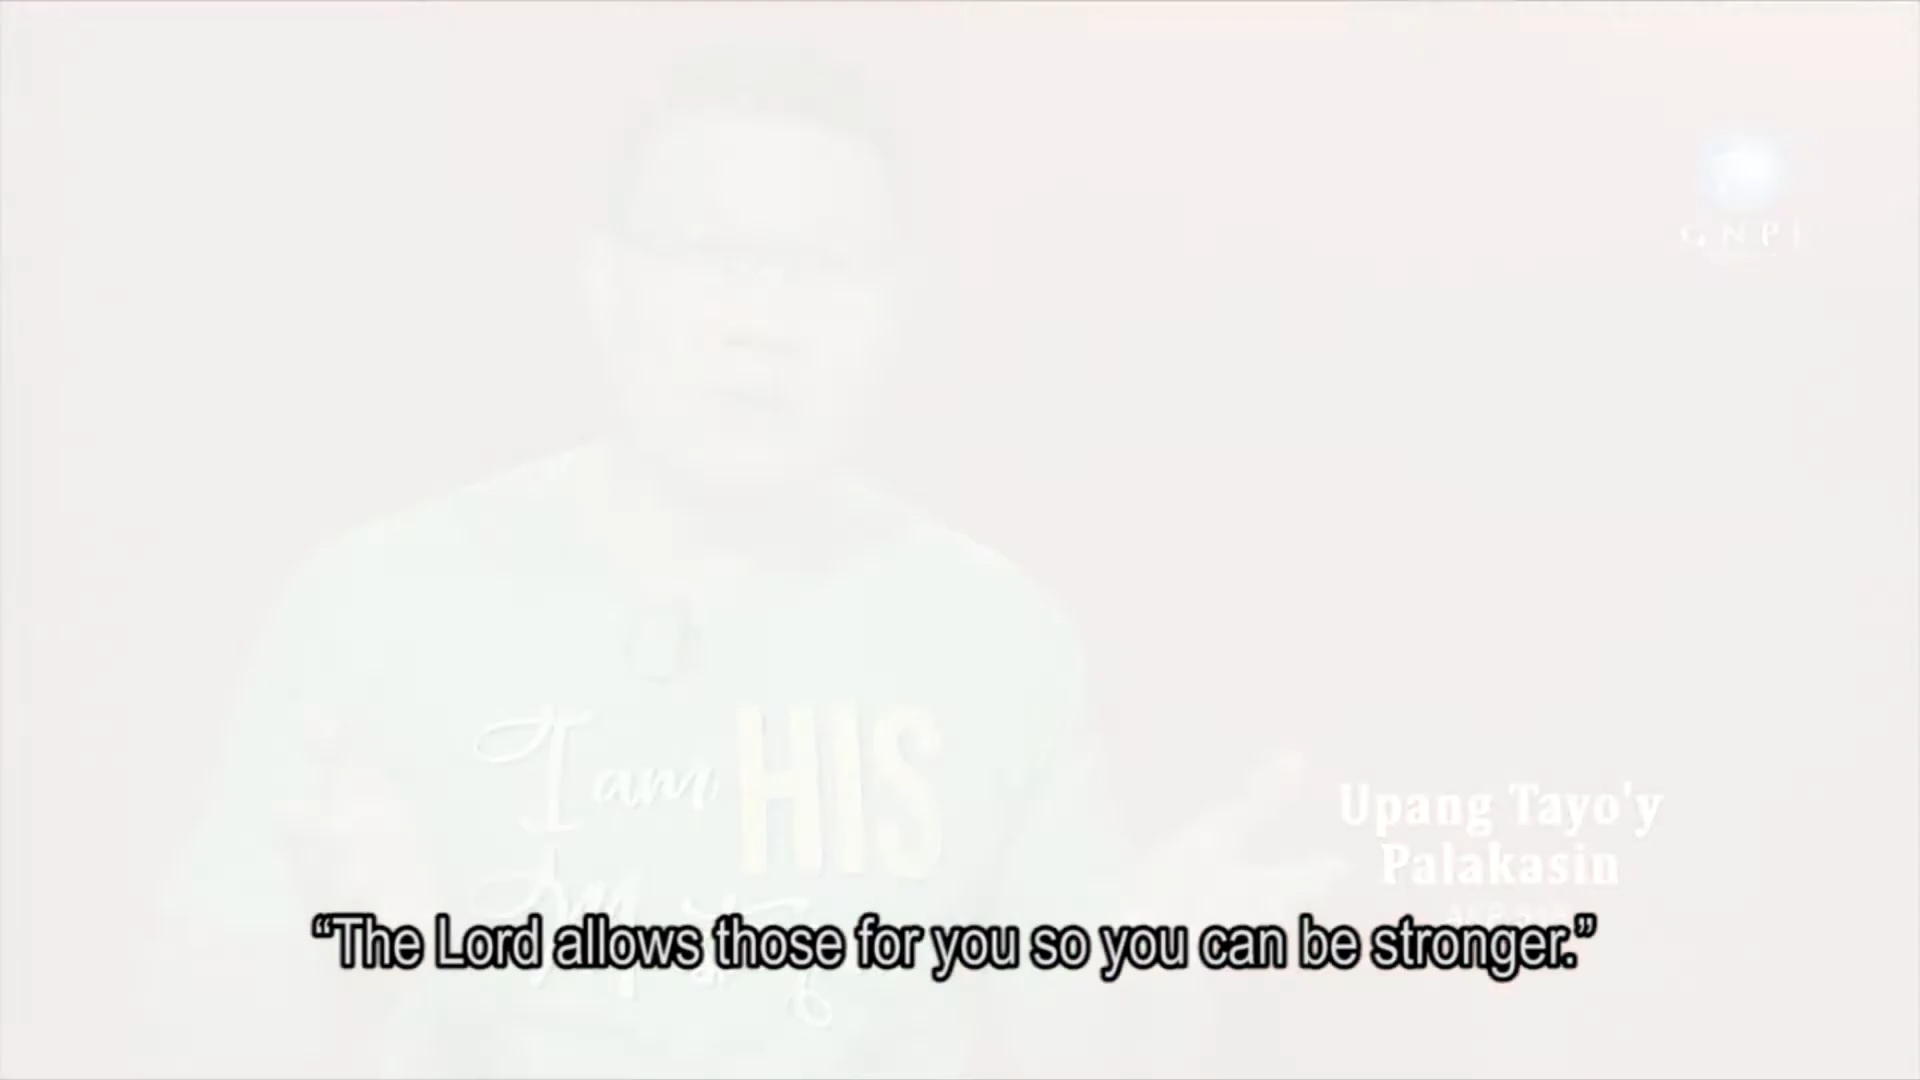 GNPI
I am HIS
Upang Tayo'y
Palakasin
“The Lord allows those for you so you can be stronger.”